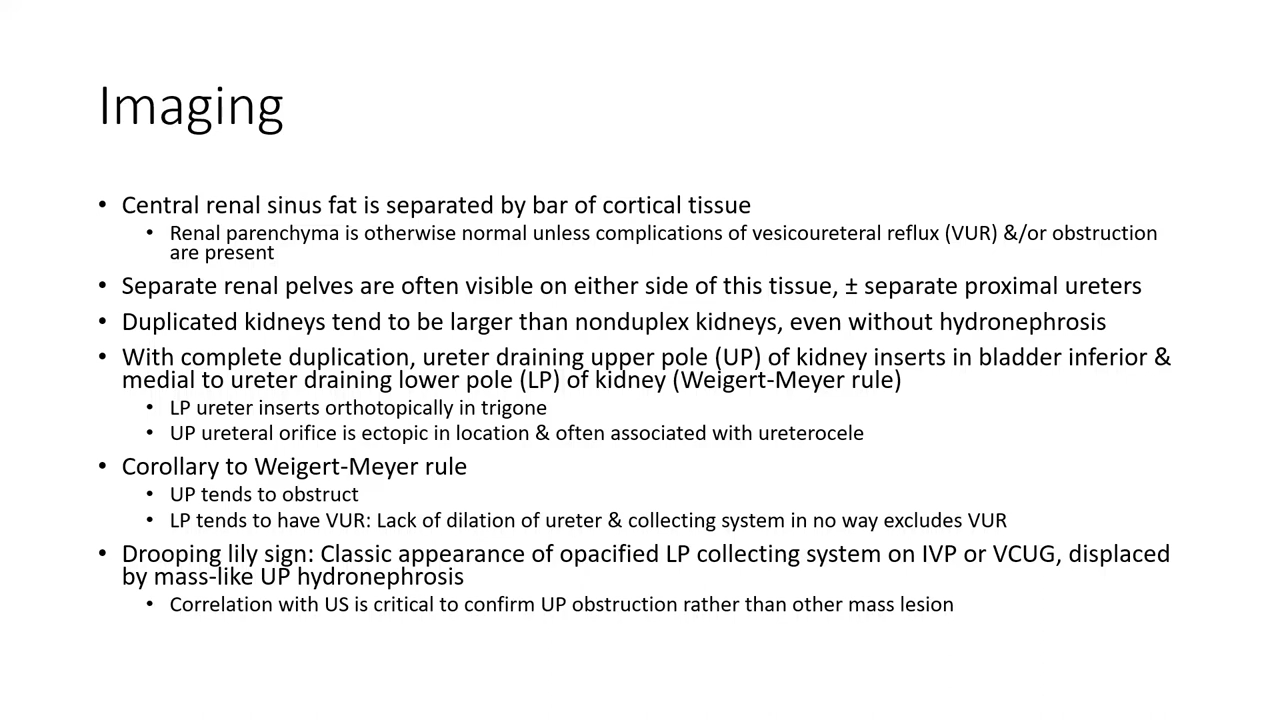 Imaging
• Central renal sinus fat is separated by bar of cortical tissue
• Renal parenchyma is otherwise normal unless complications of vesicoureteral reflux (VUR) &/or obstruction
are present
• Separate renal pelves are often visible on either side of this tissue, ± separate proximal ureters
• Duplicated kidneys tend to be larger than nonduplex kidneys, even without hydronephrosis
• With complete duplication, ureter draining upper pole (UP) of kidney inserts in bladder inferior &
medial to ureter draining lower pole (LP) of kidney (Weigert-Meyer rule)
• LP ureter inserts orthotopically in trigone
• UP ureteral orifice is ectopic in location & often associated with ureterocele
• Corollary to Weigert-Meyer rule
• UP tends to obstruct
• LP tends to have VUR: Lack of dilation of ureter & collecting system in no way excludes VUR
• Drooping lily sign: Classic appearance of opacified LP collecting system on IVP or VCUG, displaced
by mass-like UP hydronephrosis
• Correlation with US is critical to confirm UP obstruction rather than other mass lesion